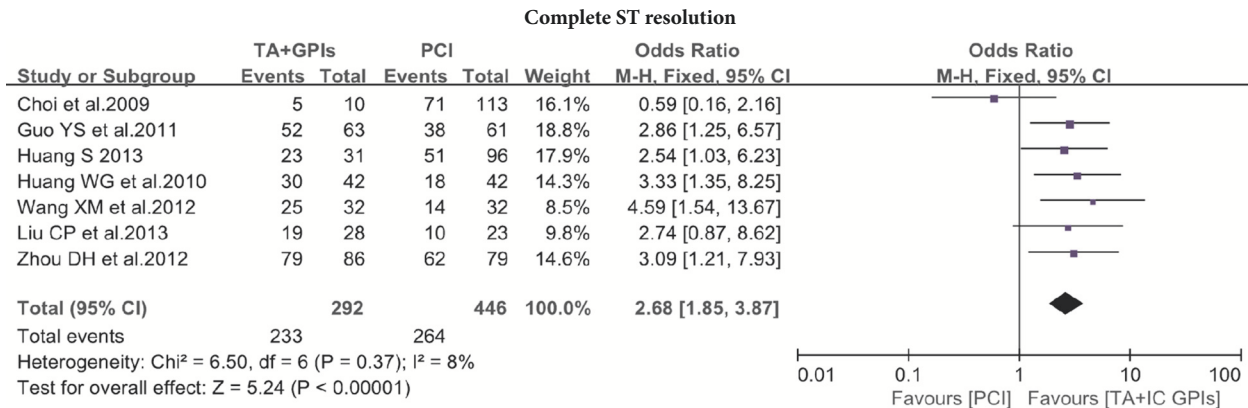 Complete ST resolution
TA+GPIs PCI Odds Ratio Odds Ratio
Study or Subgroup Events Total Events Total Weight M-H, Fixed, 95% CI M-H, Fixed, 95% CI
Choi et al.2009 5 10 71 113 16.1% 0.59 [0.16, 2.16]
Guo YS et al.2011 52 63 38 61 18.8% 2.86 [1.25, 6.57]
Huang S 2013 23 31 51 96 17.9% 2.54 [1.03, 6.23]
Huang WG et al.2010 30 42 18 42 14.3% 3.33 [1.35, 8.25]
Wang XM et al.2012 25 32 14 32 8.5% 4.59 [1.54, 13.67]
Liu CP et al.2013 19 28 10 23 9.8% 2.74 [0.87, 8.62]
Zhou DH et al.2012 79 86 62 79 14.6% 3.09 [1.21, 7.93]
Total (95% CI) 292 446 100.0% 2.68 [1.85, 3.87]
Total events 233 264
Heterogeneity: Chi² = 6.50, df = 6 (P = 0.37); I² = 8%
Test for overall effect: Z = 5.24 (P < 0.00001)
0.01 0.1 1 10 100
Favours [PCI] Favours [TA+IC GPIs]